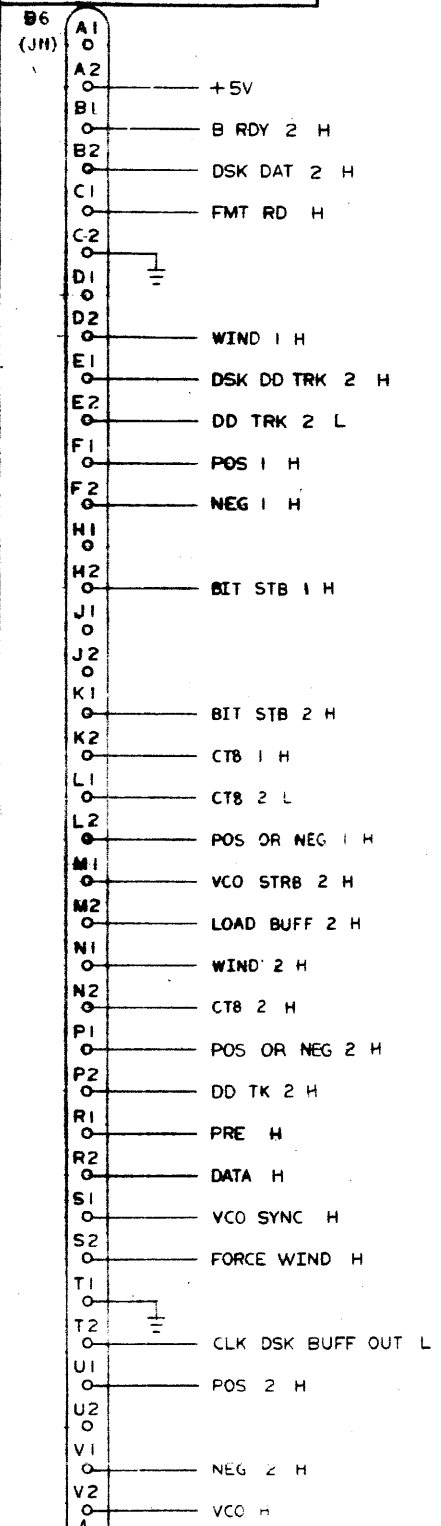 B6
(JH)
A1
A2 +5V
B1 B RDY 2 H
B2 DSK DAT 2 H
C1 FMT RD H
C2
D1
D2 WIND 1 H
E1 DSK DD TRK 2 H
E2 DD TRK 2 L
F1 POS 1 H
F2 NEG 1 H
H1
H2 BIT STB 1 H
J1
J2
K1 BIT STB 2 H
K2 CT8 1 H
L1 CT8 2 L
L2 POS OR NEG 1 H
M1 VCO STRB 2 H
M2 LOAD BUFF 2 H
N1 WIND 2 H
N2 CT8 2 H
P1 POS OR NEG 2 H
P2 DD TK 2 H
R1 PRE H
R2 DATA H
S1 VCO SYNC H
S2 FORCE WIND H
T1
T2 CLK DSK BUFF OUT L
U1 POS 2 H
U2
V1 NEG 2 H
V2 VCO H